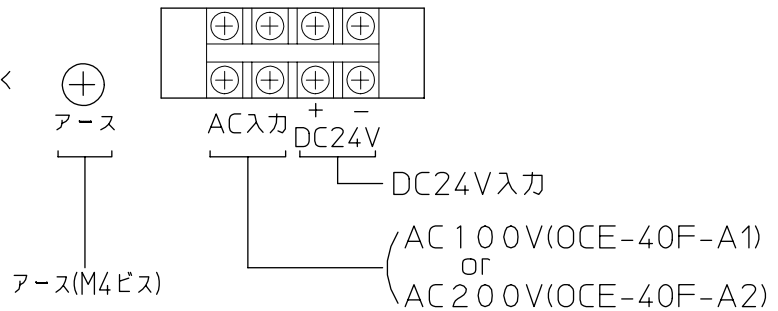 く
+ −
アース
AC入力
DC24V
DC24V入力
AC100V(OCE-40F-A1)
or
アース(M4ビス)
AC200V(OCE-40F-A2)